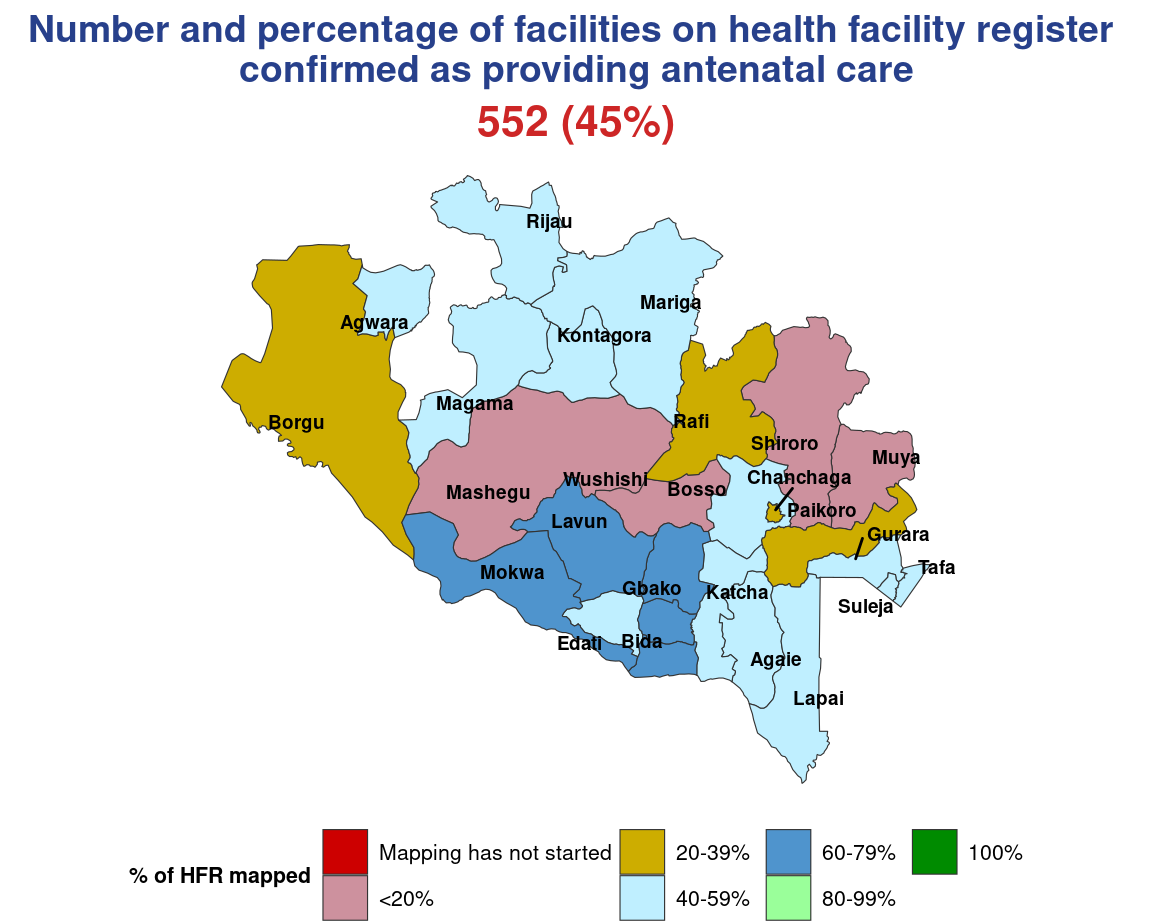 Number and percentage of facilities on health facility register
confirmed as providing antenatal care
552 (45%)
Rijau
Mariga
Agwara
Kontagora
Magama
Borgu
Rafi
Shiroro
Muya
Chanchaga
Wushishi
Bosso
Mashegu
Paikoro
Lavun
Gurara
Tafa
Mokwa
Gbako
Katcha
Suleja
Edati
Bida
Agaie
Lapai
% of HFR mapped
Mapping has not started
<20%
20-39%
40-59%
60-79%
80-99%
100%